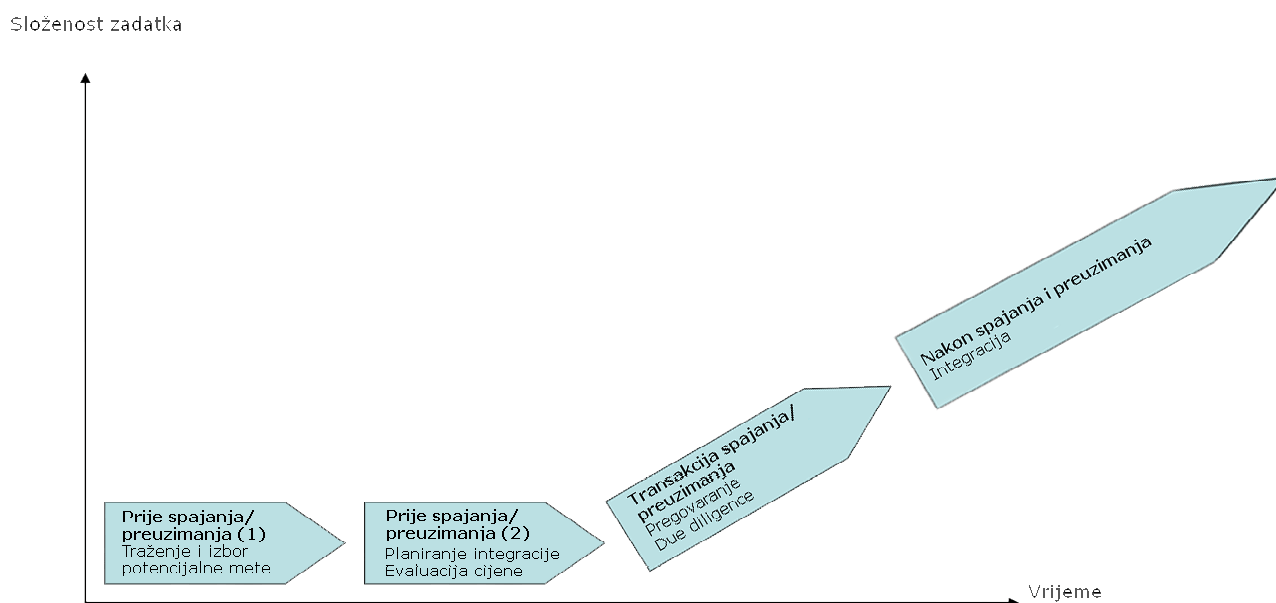 Složenost zadatka
Prije spajanja/
preuzimanja (1)
Traženje i izbor
potencijalne mete
Prije spajanja/
preuzimanja (2)
Planiranje integracije
Evaluacija cijene
Transakcija spajanja/
preuzimanja
Pregovaranje
Due diligence
Nakon spajanja i preuzimanja
Integracija
Vrijeme